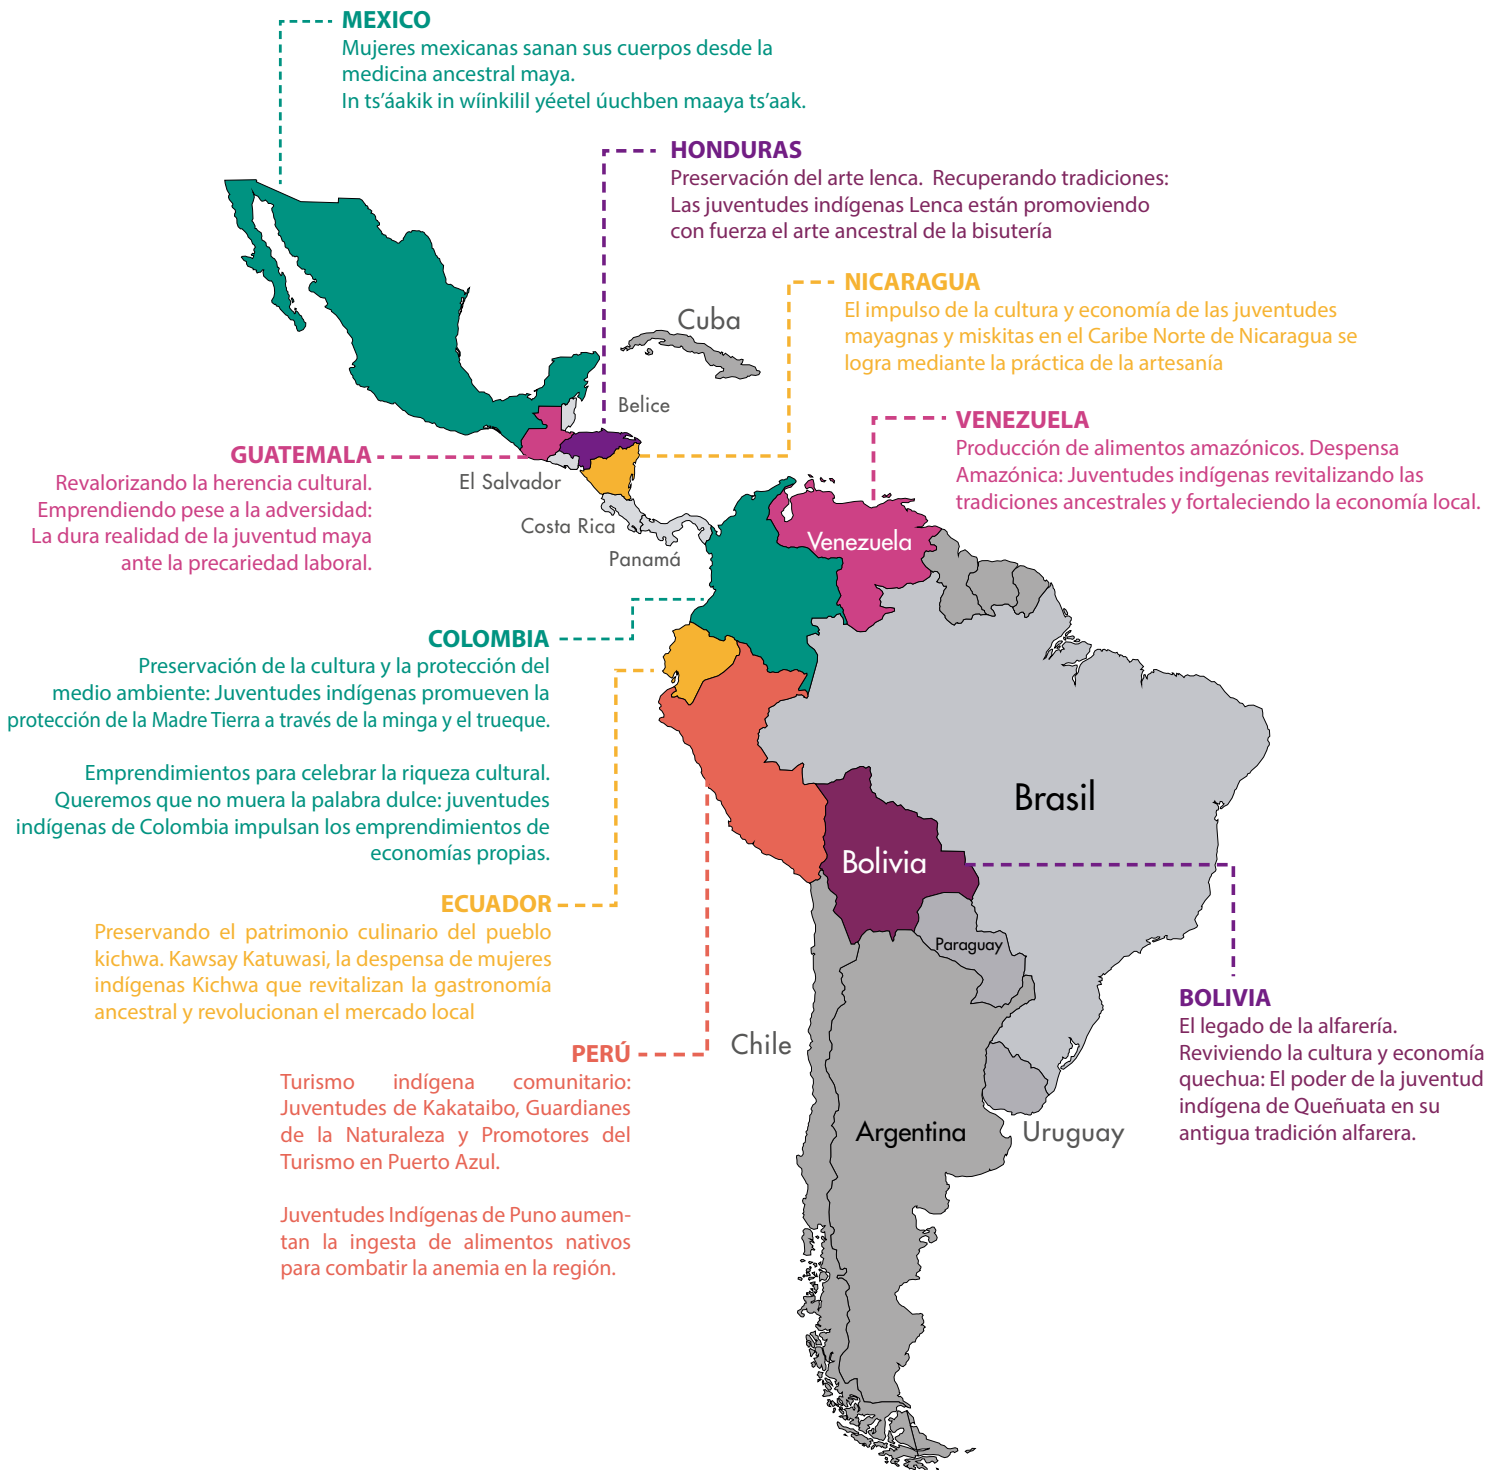 MEXICO
Mujeres mexicanas sanan sus cuerpos desde la
medicina ancestral maya.
In ts'áakik in wíinkilil yéetel úuchben maaya ts'aak.
HONDURAS
Preservación del arte lenca. Recuperando tradiciones:
Las juventudes indígenas Lenca están promoviendo
con fuerza el arte ancestral de la bisutería
NICARAGUA
El impulso de la cultura y economía de las juventudes
mayagnas y miskitas en el Caribe Norte de Nicaragua se
logra mediante la práctica de la artesanía
Cuba
Belice
VENEZUELA
Producción de alimentos amazónicos. Despensa
Amazónica: Juventudes indígenas revitalizando las
tradiciones ancestrales y fortaleciendo la economía local.
GUATEMALA
Revalorizando la herencia cultural.
Emprendiendo pese a la adversidad:
La dura realidad de la juventud maya
ante la precariedad laboral.
El Salvador
Costa Rica
Panamá
Venezuela
COLOMBIA
Preservación de la cultura y la protección del
medio ambiente: Juventudes indígenas promueven la
protección de la Madre Tierra a través de la minga y el trueque.
Emprendimientos para celebrar la riqueza cultural.
Queremos que no muera la palabra dulce: juventudes
indígenas de Colombia impulsan los emprendimientos de
economías propias.
Brasil
Bolivia
ECUADOR
Preservando el patrimonio culinario del pueblo
kichwa. Kawsay Katuwasi, la despensa de mujeres
indígenas Kichwa que revitalizan la gastronomía
ancestral y revolucionan el mercado local
Paraguay
BOLIVIA
El legado de la alfarería.
Reviviendo la cultura y economía
quechua: El poder de la juventud
indígena de Queñuata en su
antigua tradición alfarera.
PERÚ
Turismo indígena comunitario:
Juventudes de Kakataibo, Guardianes
de la Naturaleza y Promotores del
Turismo en Puerto Azul.
Juventudes Indígenas de Puno aumen-
tan la ingesta de alimentos nativos
para combatir la anemia en la región.
Chile
Argentina
Uruguay